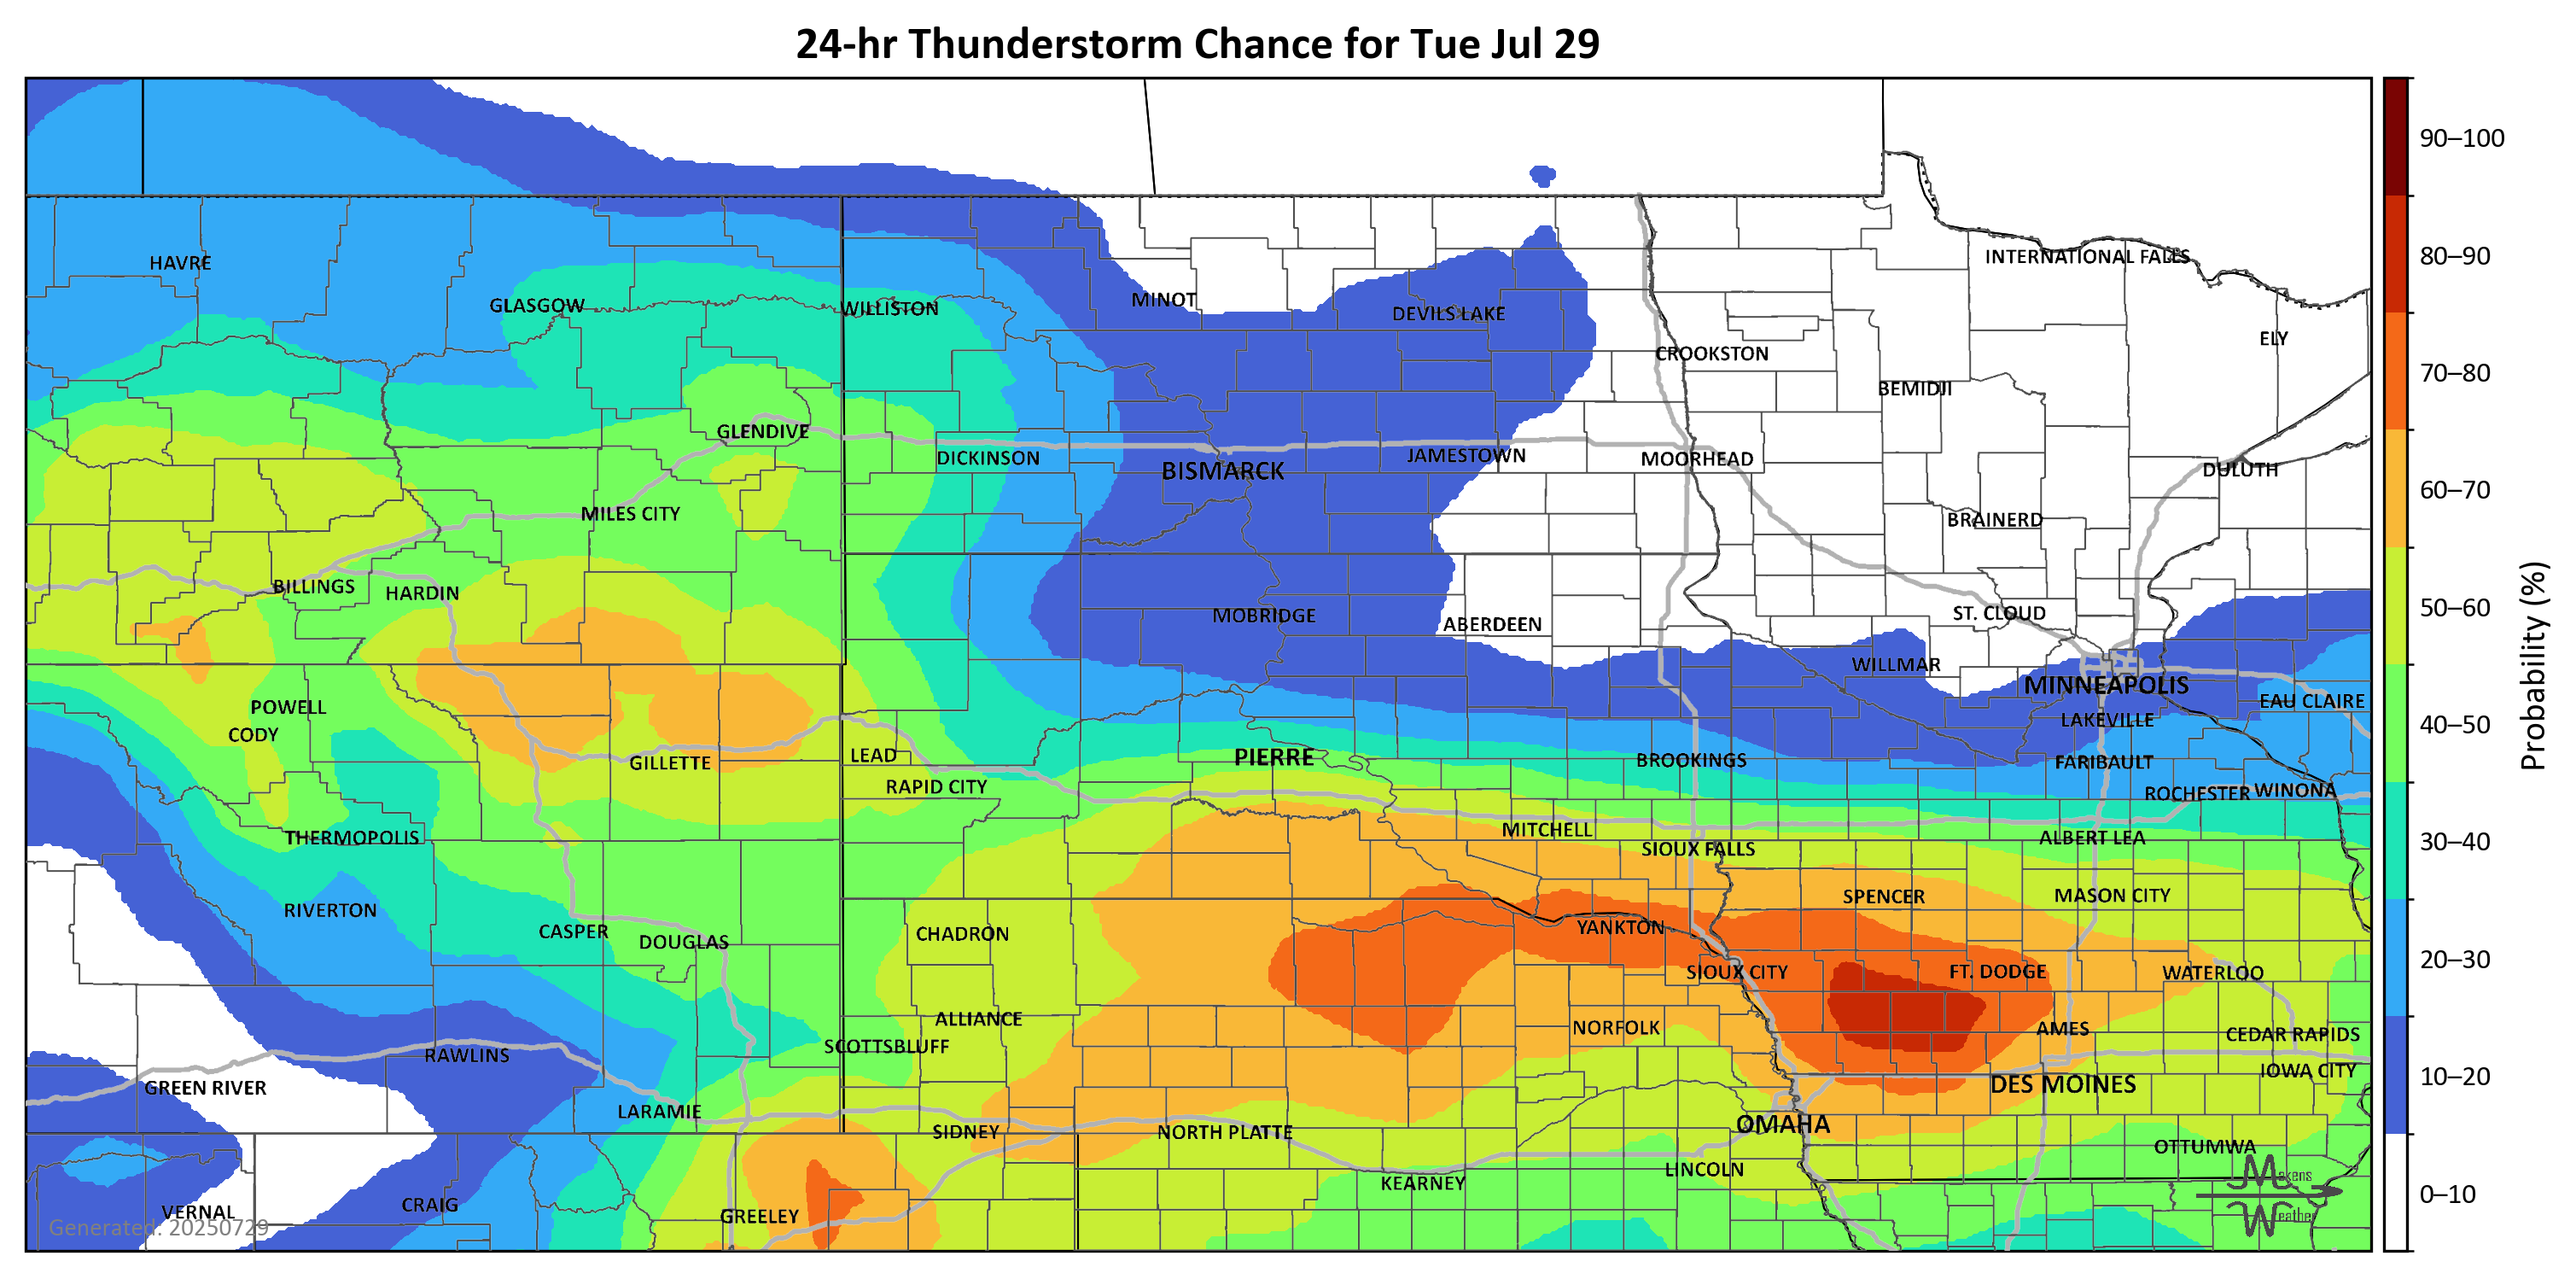 24-hr Thunderstorm Chance for Tue Jul 29
90–100
80–90
70–80
60–70
50–60
40–50
30–40
20–30
10–20
0–10
Probability (%)
HAVRE
INTERNATIONAL FALLS
GLASGOW
WILLISTON
MINOT
DEVILS LAKE
ELY
CROOKSTON
BEMIDJI
GLENDIVE
DICKINSON
BISMARCK
JAMESTOWN
MOORHEAD
DULUTH
MILES CITY
BRAINERD
BILLINGS
HARDIN
MOBRIDGE
ABERDEEN
ST. CLOUD
WILLMAR
MINNEAPOLIS
EAU CLAIRE
POWELL
LAKEVILLE
CODY
GILLETTE
LEAD
PIERRE
BROOKINGS
FARIBAULT
RAPID CITY
ROCHESTER
WINONA
THERMOPOLIS
MITCHELL
ALBERT LEA
SIOUX FALLS
SPENCER
MASON CITY
RIVERTON
CASPER
DOUGLAS
CHADRON
YANKTON
SIOUX CITY
FT. DODGE
WATERLOO
ALLIANCE
NORFOLK
AMES
CEDAR RAPIDS
SCOTTSBLUFF
RAWLINS
IOWA CITY
GREEN RIVER
DES MOINES
LARAMIE
OMAHA
SIDNEY
NORTH PLATTE
OTTUMWA
LINCOLN
KEARNEY
VERNAL
CRAIG
GREELEY
Generated: 20250729
Makens
Weather